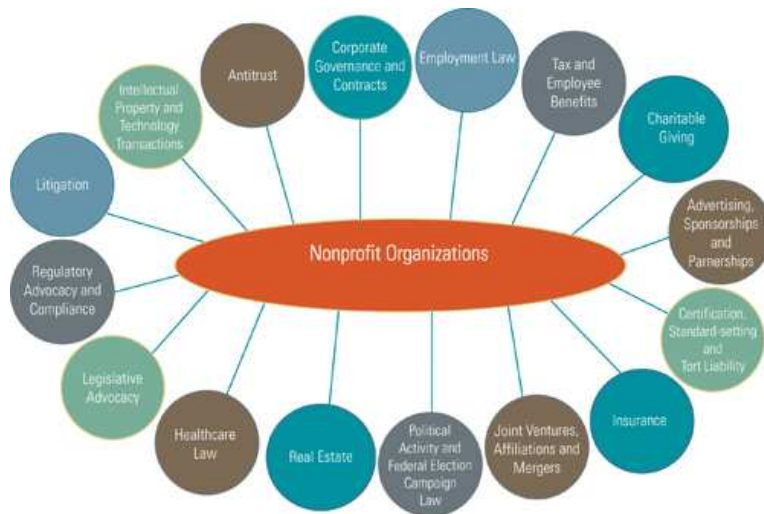 Corporate
Governance and
Contracts
Employment Law
Tax and
Employee
Benefits
Charitable
Giving
Advertising,
Sponsorships
and
Parnerships
Certification,
Standard-setting
and
Tort Liability
Insurance
Joint Ventures,
Affiliations and
Mergers
Political
Activity and
Federal Election
Campaign
Law
Real Estate
Healthcare
Law
Legislative
Advocacy
Regulatory
Advocacy and
Compliance
Litigation
Intellectual
Property and
Technology
Transactions
Antitrust
Nonprofit Organizations